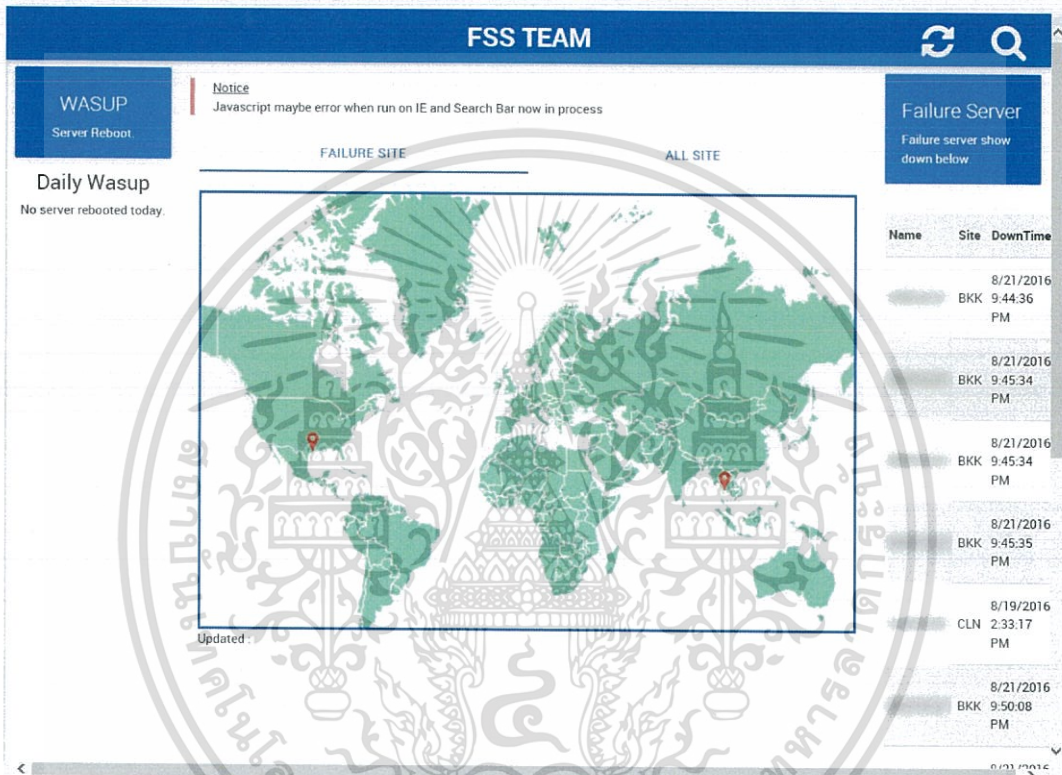 FSS TEAM
WASUP
Server Reboot.
Daily Wasup
No server rebooted today.
Notice
Javascript maybe error when run on IE and Search Bar now in process
FAILURE SITE
ALL SITE
Updated :
Failure Server
Failure server show
down below
Name Site DownTime
BKK 8/21/2016
9:44:36
PM
BKK 8/21/2016
9:45:34
PM
BKK 8/21/2016
9:45:34
PM
BKK 8/21/2016
9:45:35
PM
CLN 8/19/2016
2:33:17
PM
BKK 8/21/2016
9:50:08
PM